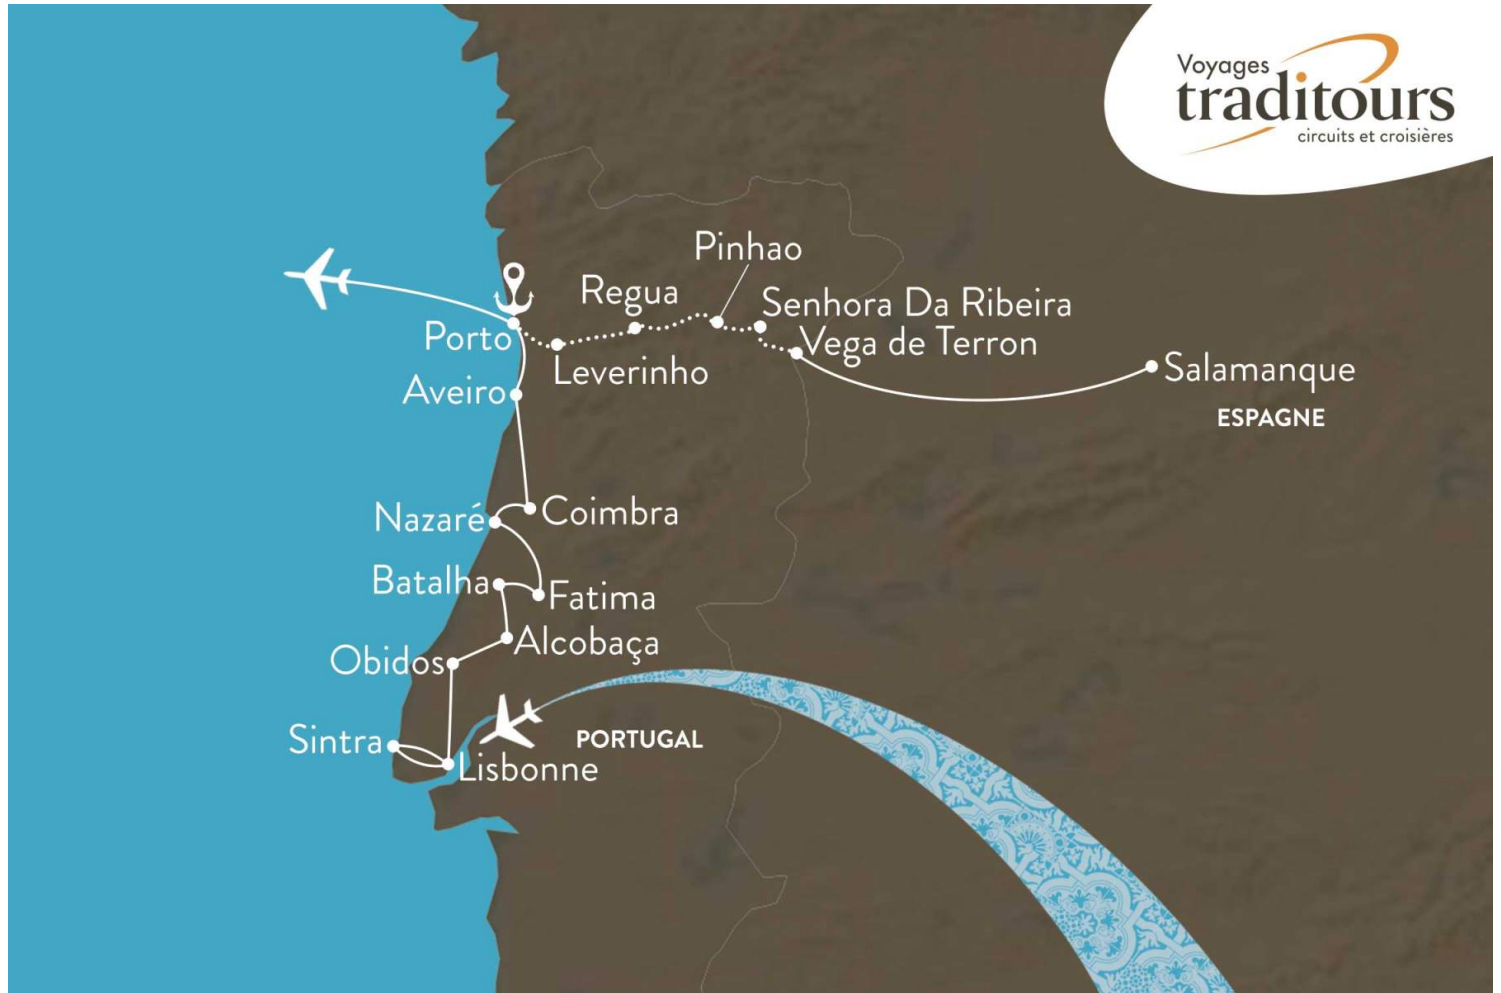 Voyages
traditours
circuits et croisières
Pinhao
Regua
Senhora Da Ribeira
Porto
Vega de Terron
Leverinho
Salamanque
Aveiro
ESPAGNE
Nazaré
Coimbra
Batalha
Fatima
Alcobaça
Obidos
Sintra
PORTUGAL
Lisbonne